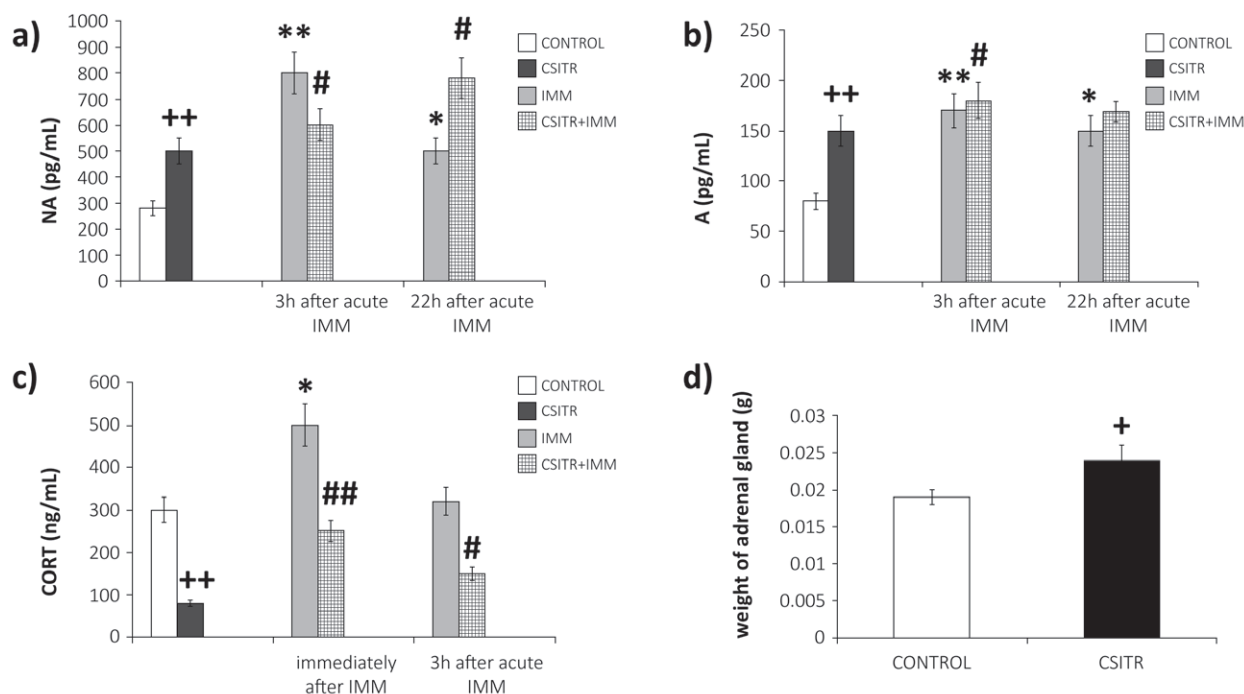 a)
NA (pg/mL)
1000
900
800
700
600
500
400
300
200
100
0
++
**
#
*
#
3h after acute
IMM
22h after acute
IMM
CONTROL
CSITR
IMM
CSITR+IMM
b)
A (pg/mL)
250
200
150
100
50
0
++
**
#
*
3h after acute
IMM
22h after acute
IMM
CONTROL
CSITR
IMM
CSITR+IMM
c)
CORT (ng/mL)
600
500
400
300
200
100
0
++
*
##
#
immediately
after IMM
3h after acute
IMM
CONTROL
CSITR
IMM
CSITR+IMM
d)
weight of adrenal gland (g)
0.03
0.025
0.02
0.015
0.01
0.005
0
+
CONTROL
CSITR